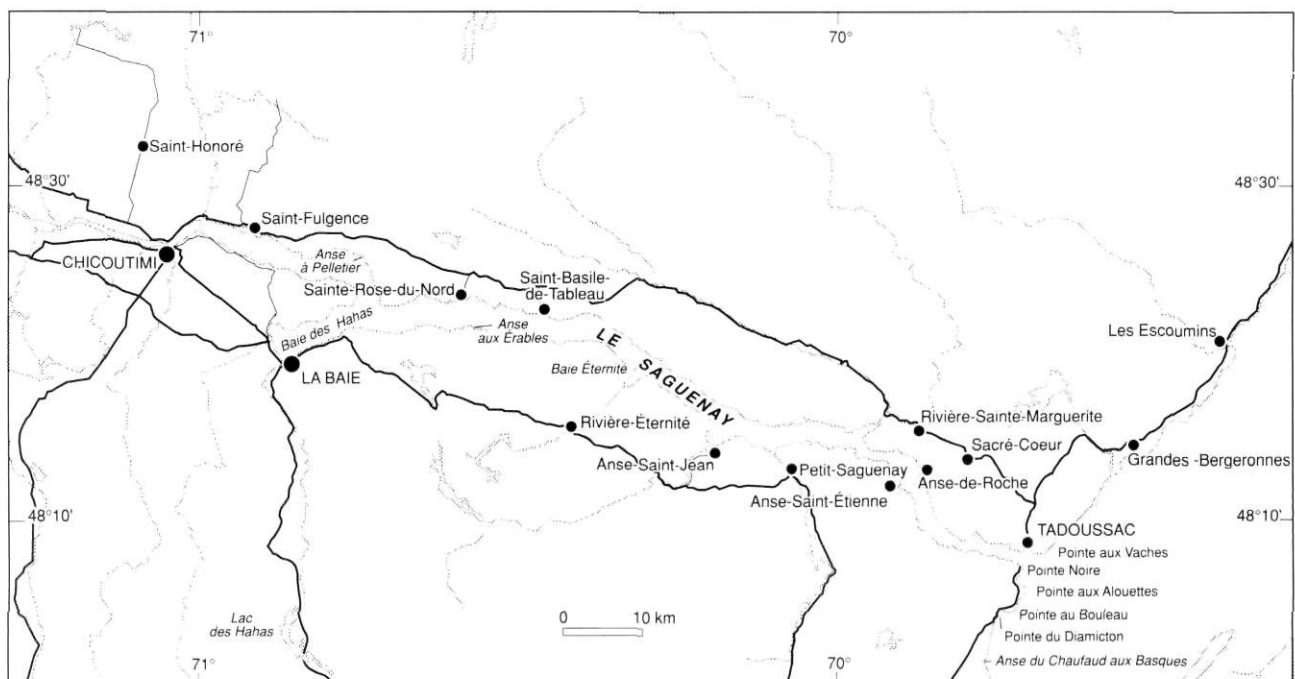 71°
70°
Saint-Honoré
48°30'
48°30'
Saint-Fulgence
CHICOUTIMI
Anse
à Pelletier
Sainte-Rose-du-Nord
Saint-Basile-
de-Tableau
Baie des Hahas
Anse
aux Érables
LE SAGUENAY
Les Escoumins
LA BAIE
Baie Éternité
Rivière-Éternité
Rivière-Sainte-Marguerite
Sacré-Coeur
Grandes -Bergeronnes
Anse-Saint-Jean
Petit-Saguenay
Anse-de-Roche
Anse-Saint-Étienne
48°10'
48°10'
TADOUSSAC
Pointe aux Vaches
Pointe Noire
Pointe aux Alouettes
Pointe au Bouleau
Pointe du Diamicton
Anse du Chaufaud aux Basques
Lac
des Hahas
0 10 km
71°
70°